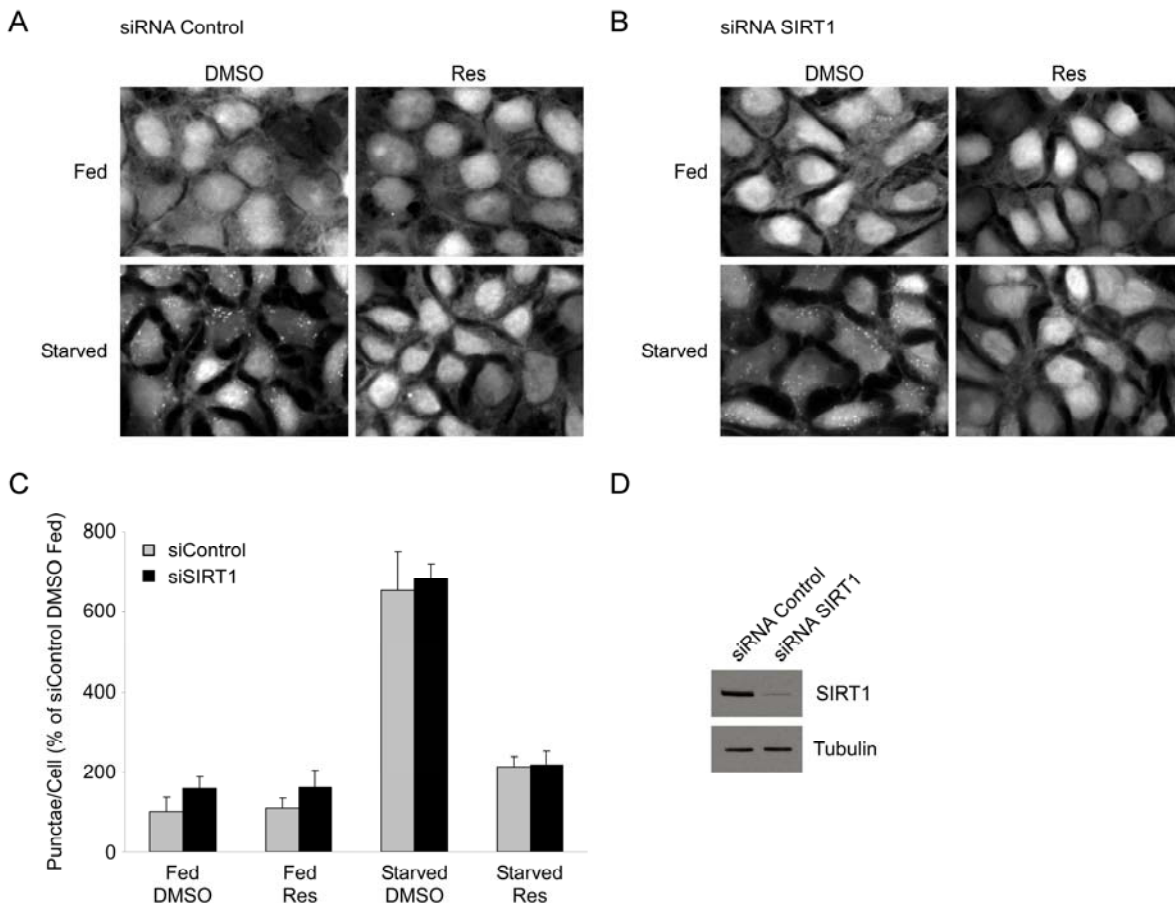 A
siRNA Control
DMSO
Res
Fed
Starved
B
siRNA SIRT1
DMSO
Res
Fed
Starved
C
Punctae/Cell (% of siControl DMSO Fed)
800
600
400
200
0
siControl
siSIRT1
Fed
DMSO
Fed
Res
Starved
DMSO
Starved
Res
D
siRNA Control
siRNA SIRT1
SIRT1
Tubulin